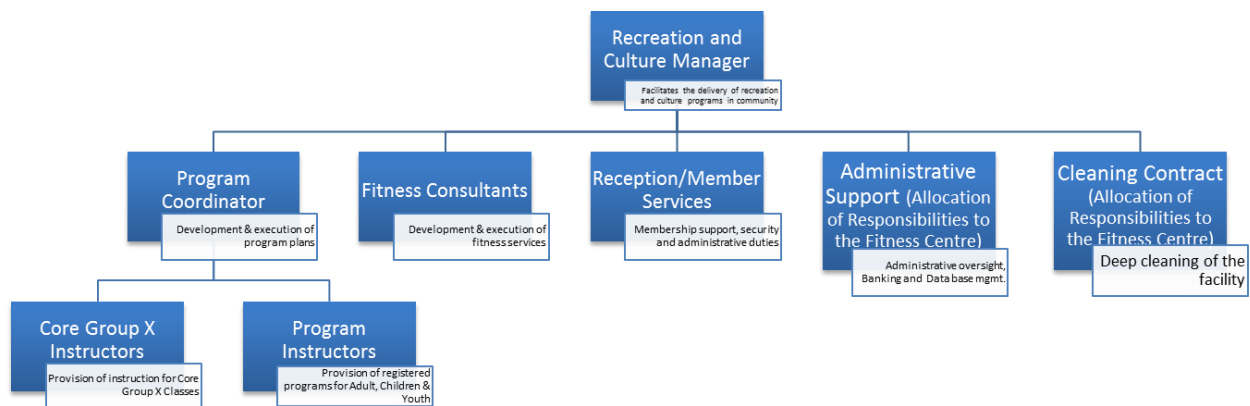 Recreation and
Culture Manager
Facilitates the delivery of recreation
and culture programs in community
Program
Coordinator
Development & execution of
program plans
Fitness Consultants
Development & execution of
fitness services
Reception/Member
Services
Membership support, security
and administrative duties
Administrative
Support (Allocation
of Responsibilities to
the Fitness Centre)
Administrative oversight,
Banking and Database mgmt.
Cleaning Contract
(Allocation of
Responsibilities to
the Fitness Centre)
Deep cleaning of the
facility
Core Group X
Instructors
Provision of instruction for Core
Group X Classes
Program
Instructors
Provision of registered
programs for Adult, Children &
Youth